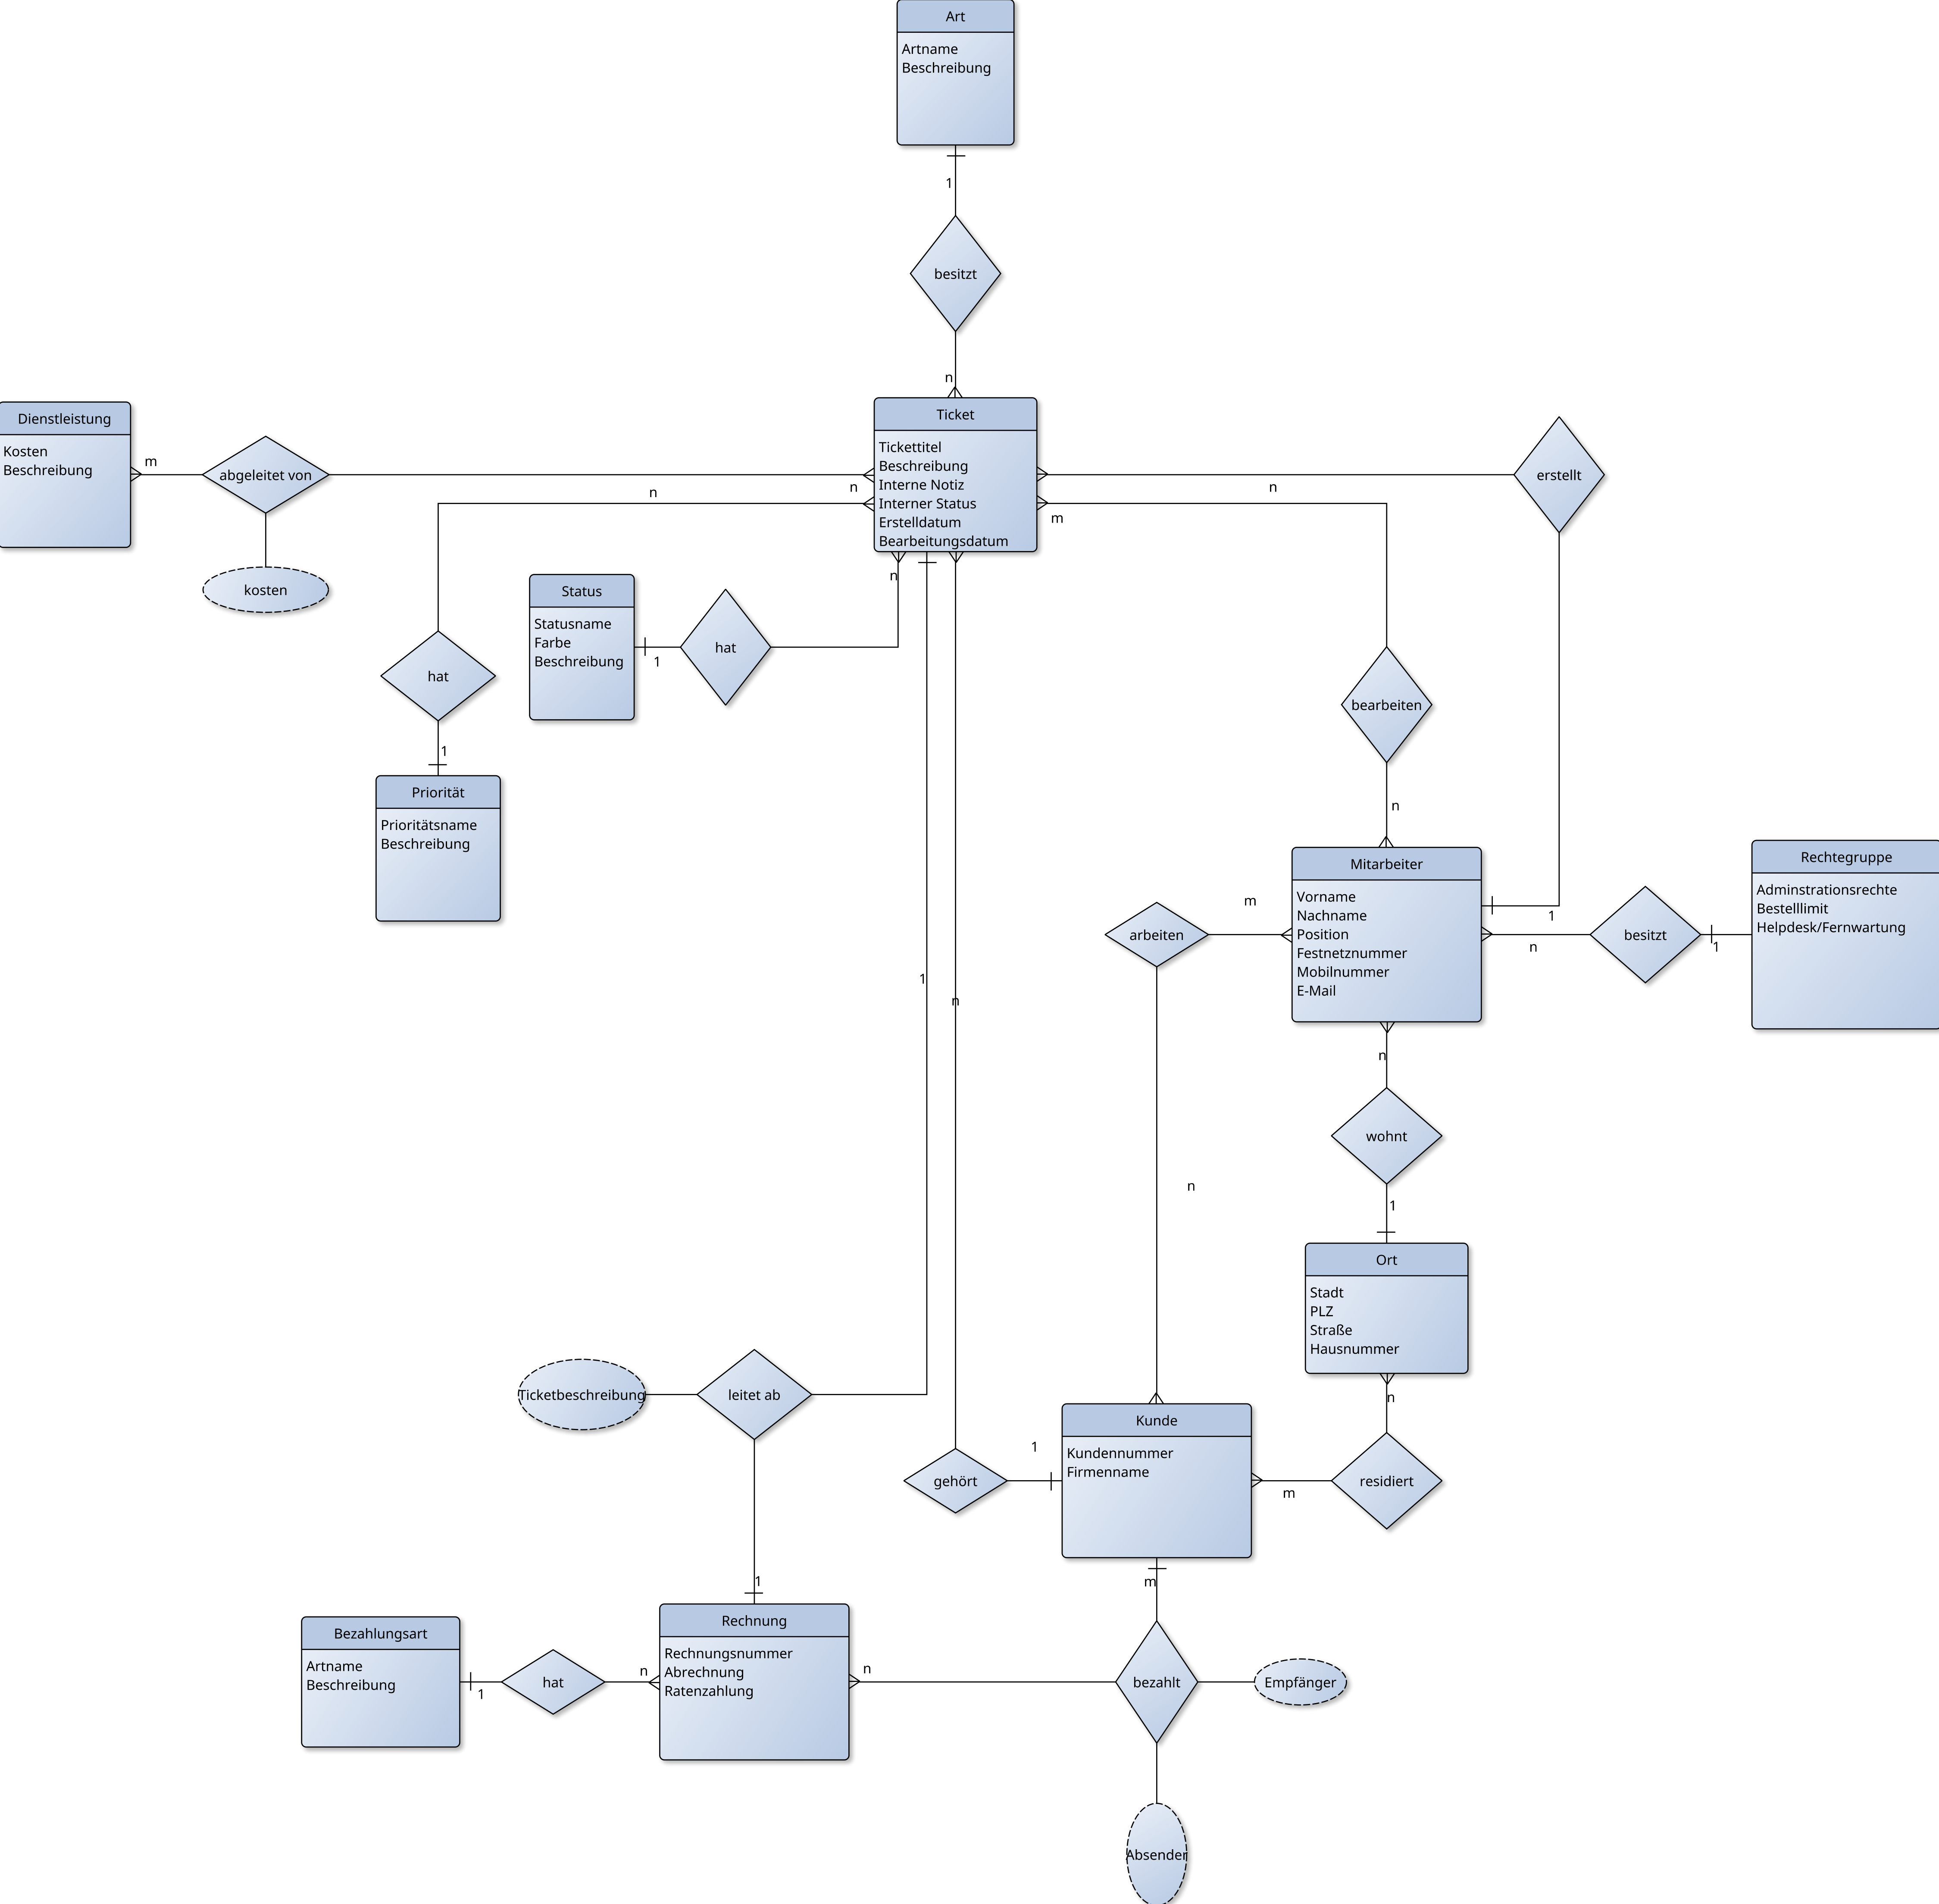 Art
Artname
Beschreibung
1
besitzt
n
Dienstleistung
Kosten
Beschreibung
m
abgeleitet von
n
kosten
Ticket
Tickettitel
Beschreibung
Interne Notiz
Interner Status
Erstelldatum
Bearbeitungsdatum
n
erstellt
n
m
n
Status
Statusname
Farbe
Beschreibung
1
hat
hat
1
Priorität
Prioritätsname
Beschreibung
bearbeiten
n
Mitarbeiter
Vorname
Nachname
Position
Festnetznummer
Mobilnummer
E-Mail
1
n
besitzt
1
Rechtegruppe
Adminstrationsrechte
Bestelllimit
Helpdesk/Fernwartung
m
arbeiten
1
n
n
wohnt
n
1
Ort
Stadt
PLZ
Straße
Hausnummer
n
Ticketbeschreibung
leitet ab
Kunde
Kundennummer
Firmenname
1
gehört
m
residiert
1
m
Bezahlungsart
Artname
Beschreibung
1
hat
n
Rechnung
Rechnungsnummer
Abrechnung
Ratenzahlung
n
bezahlt
Empfänger
Absender